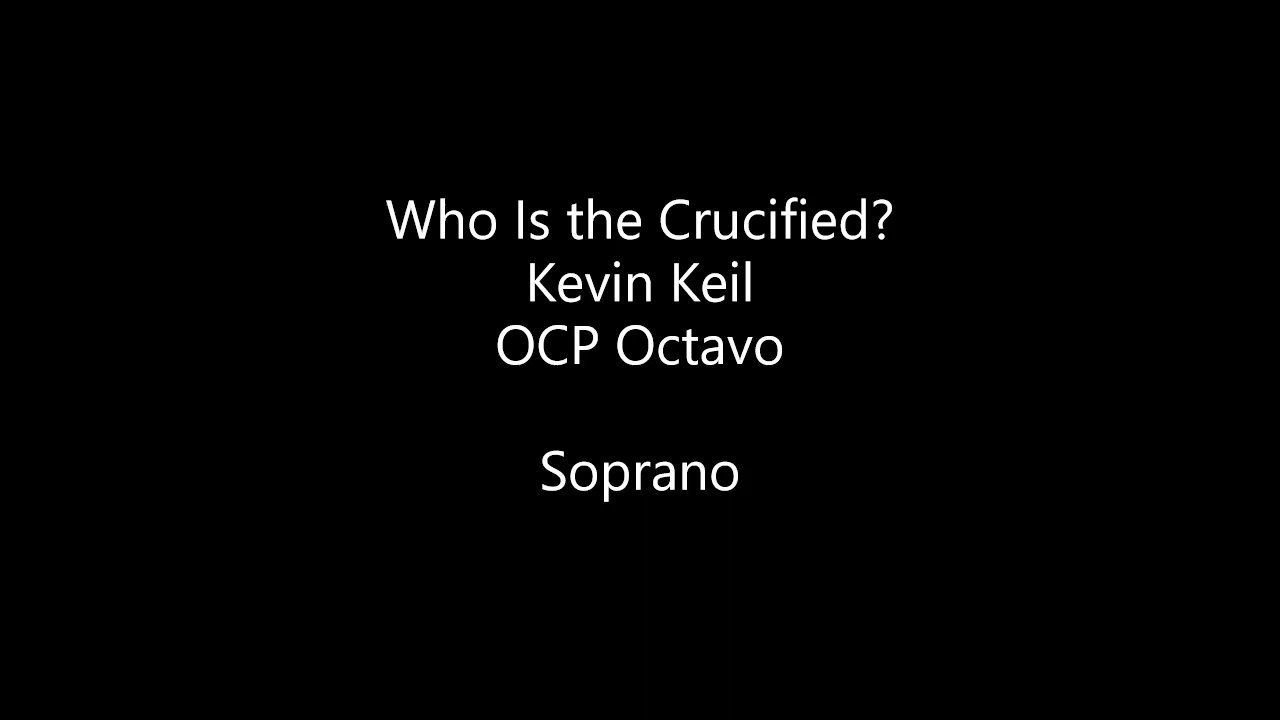 Who Is the Crucified?
Kevin Keil
OCP Octavo
Soprano